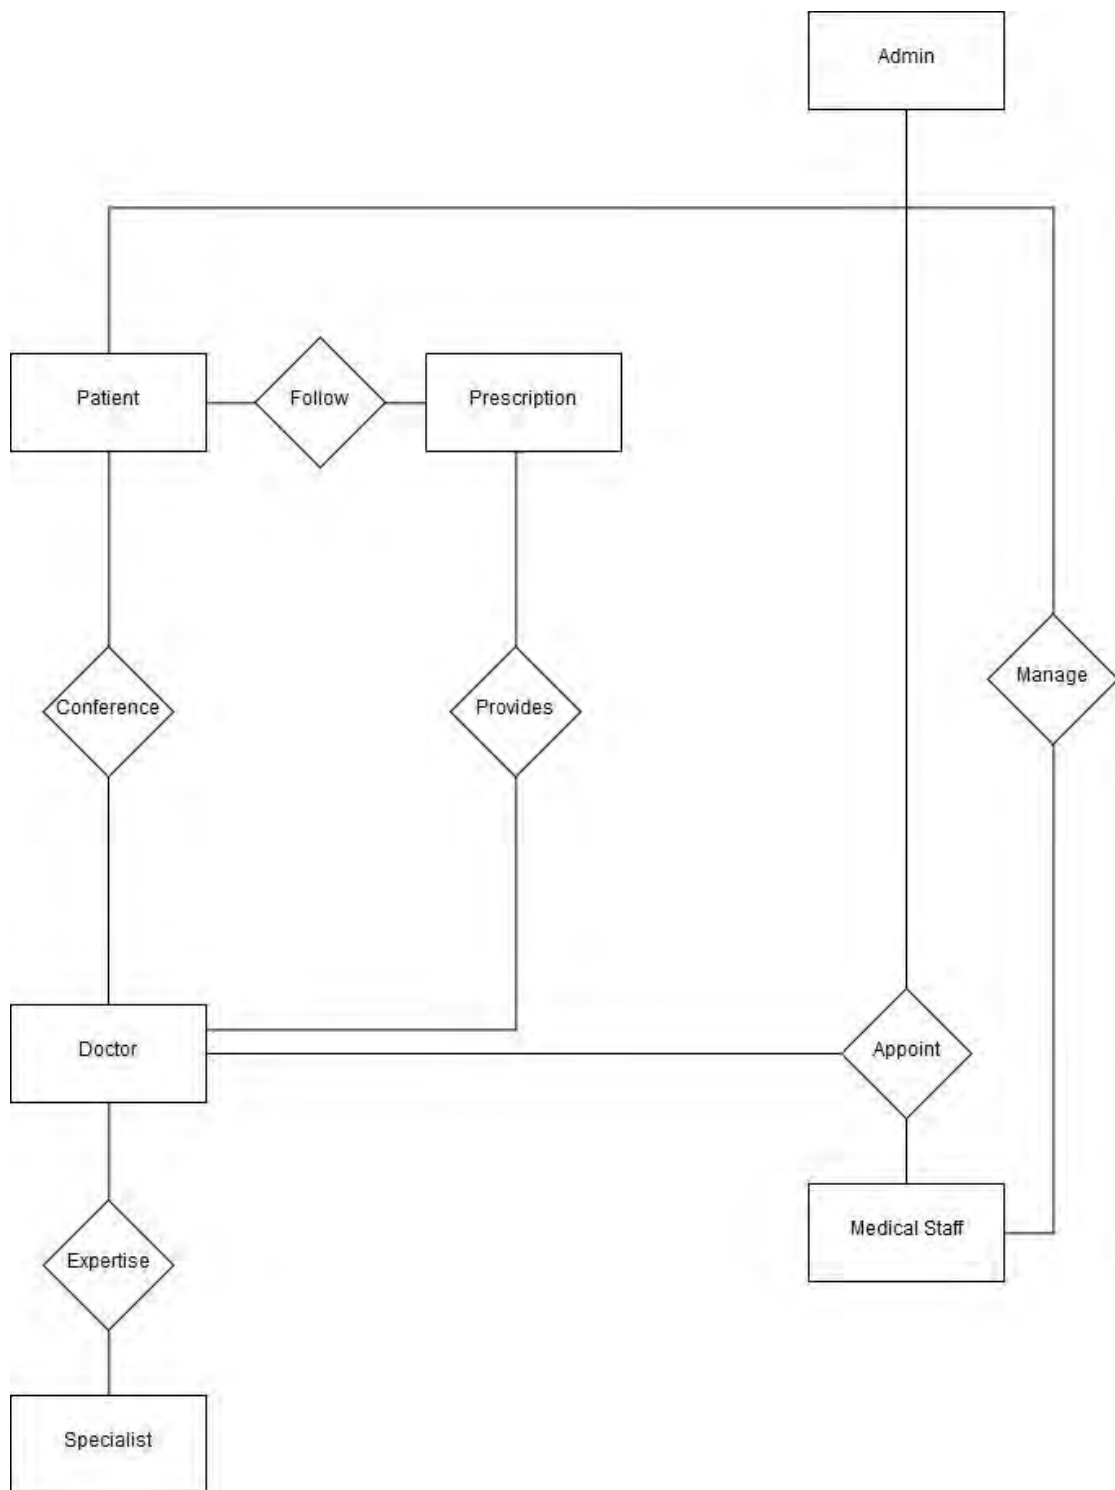 Admin
Patient
Follow
Prescription
Manage
Conference
Provides
Doctor
Appoint
Medical Staff
Expertise
Specialist